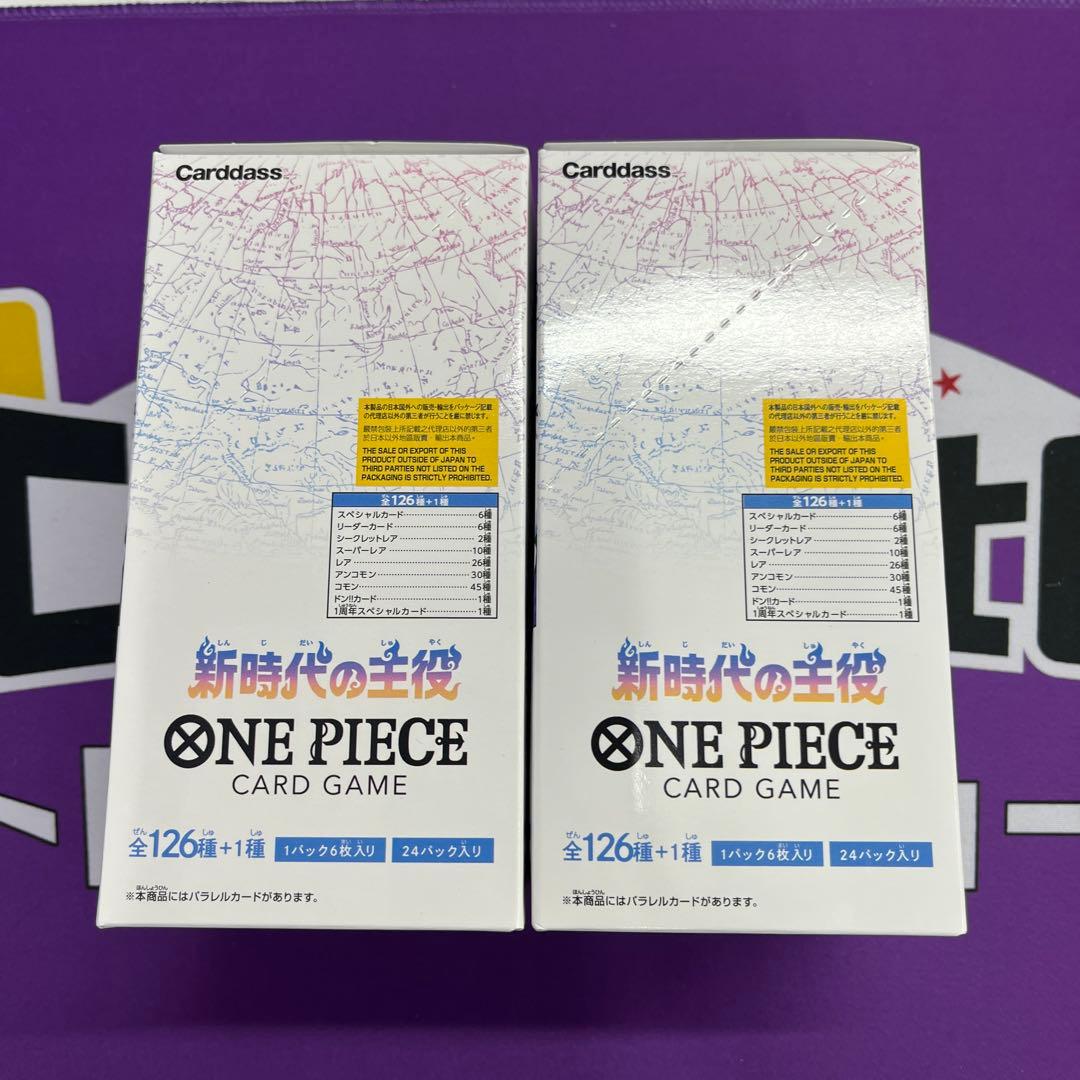 Carddass
本製品の日本国外への販売・輸出をパッケージ記載
の代理店以外の第三者が行うことを厳に禁じます。
嚴禁包裝上所記載之代理店以外的第三者
於日本以外地區販賣・輸出本商品。
THE SALE OR EXPORT OF THIS
PRODUCT OUTSIDE OF JAPAN TO
THIRD PARTIES NOT LISTED ON THE
PACKAGING IS STRICTLY PROHIBITED.
全126種+1種
スペシャルカード 6種
リーダーカード 6種
シークレットレア 2種
スーパーレア 10種
レア 26種
アンコモン 30種
コモン 45種
ドン!!カード 1種
1周年スペシャルカード 1種
新時代の主役
ONE PIECE
CARD GAME
全126種+1種
1パック6枚入り
24パック入り
※本商品にはパラレルカードがあります。
Carddass
本製品の日本国外への販売・輸出をパッケージ記載
の代理店以外の第三者が行うことを厳に禁じます。
嚴禁包裝上所記載之代理店以外的第三者
於日本以外地區販賣・輸出本商品。
THE SALE OR EXPORT OF THIS
PRODUCT OUTSIDE OF JAPAN TO
THIRD PARTIES NOT LISTED ON THE
PACKAGING IS STRICTLY PROHIBITED.
全126種+1種
スペシャルカード 6種
リーダーカード 6種
シークレットレア 2種
スーパーレア 10種
レア 26種
アンコモン 30種
コモン 45種
ドン!!カード 1種
1周年スペシャルカード 1種
新時代の主役
ONE PIECE
CARD GAME
全126種+1種
1パック6枚入り
24パック入り
※本商品にはパラレルカードがあります。